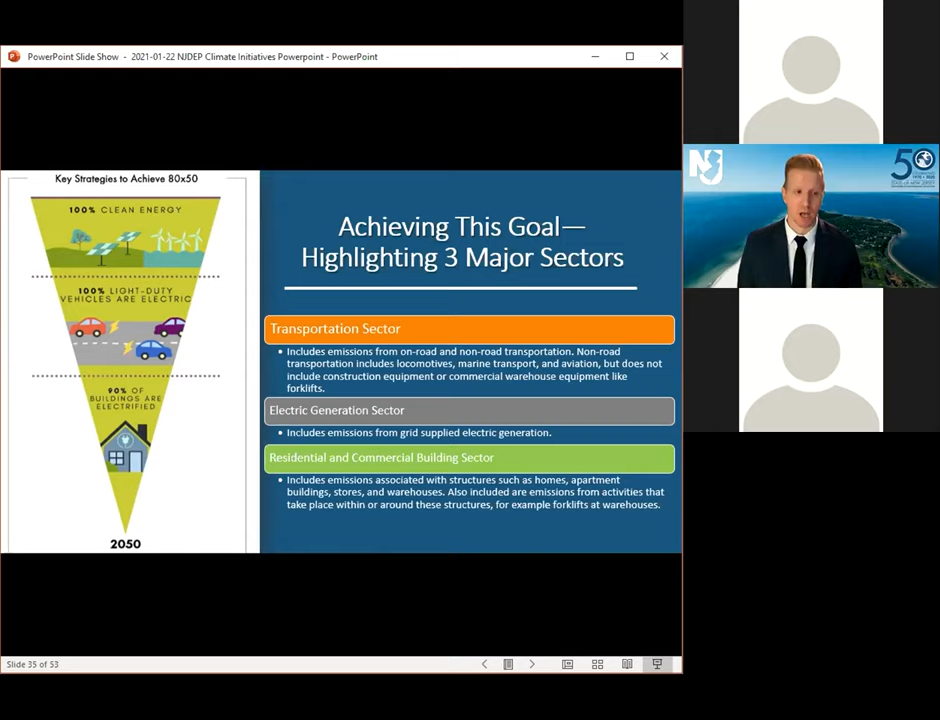 PowerPoint Slide Show - 2021-01-22 NJDEP Climate Initiatives Powerpoint - PowerPoint
Key Strategies to Achieve 80x50
100% CLEAN ENERGY
100% LIGHT-DUTY
VEHICLES ARE ELECTRIC
90% OF
BUILDINGS ARE
ELECTRIFIED
2050
Achieving This Goal—
Highlighting 3 Major Sectors
Transportation Sector
• Includes emissions from on-road and non-road transportation. Non-road
transportation includes locomotives, marine transport, and aviation, but does not
include construction equipment or commercial warehouse equipment like
forklifts.
Electric Generation Sector
• Includes emissions from grid supplied electric generation.
Residential and Commercial Building Sector
• Includes emissions associated with structures such as homes, apartment
buildings, stores, and warehouses. Also included are emissions from activities that
take place within or around these structures, for example forklifts at warehouses.
NJ
50
Slide 35 of 53